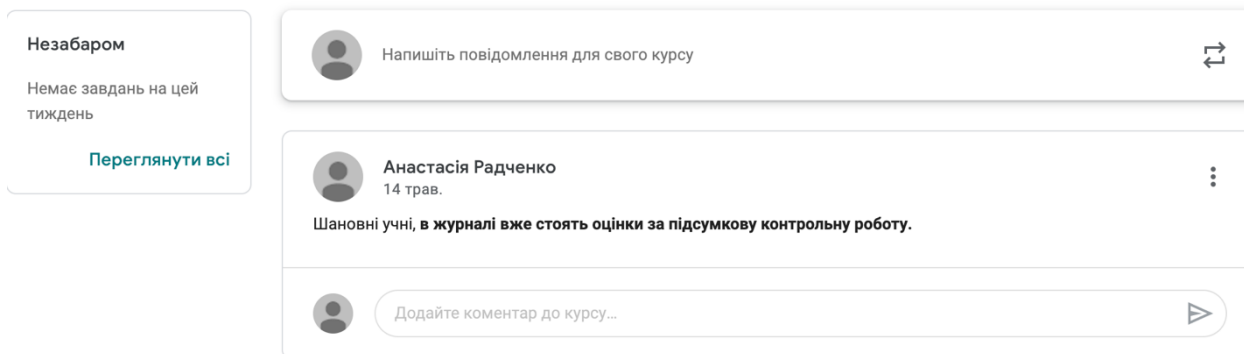 Незабаром
Немає завдань на цей
тиждень
Переглянути всі
Напишіть повідомлення для свого курсу
Анастасія Радченко
14 трав.
Шановні учні, в журналі вже стоять оцінки за підсумкову контрольну роботу.
Додайте коментар до курсу...